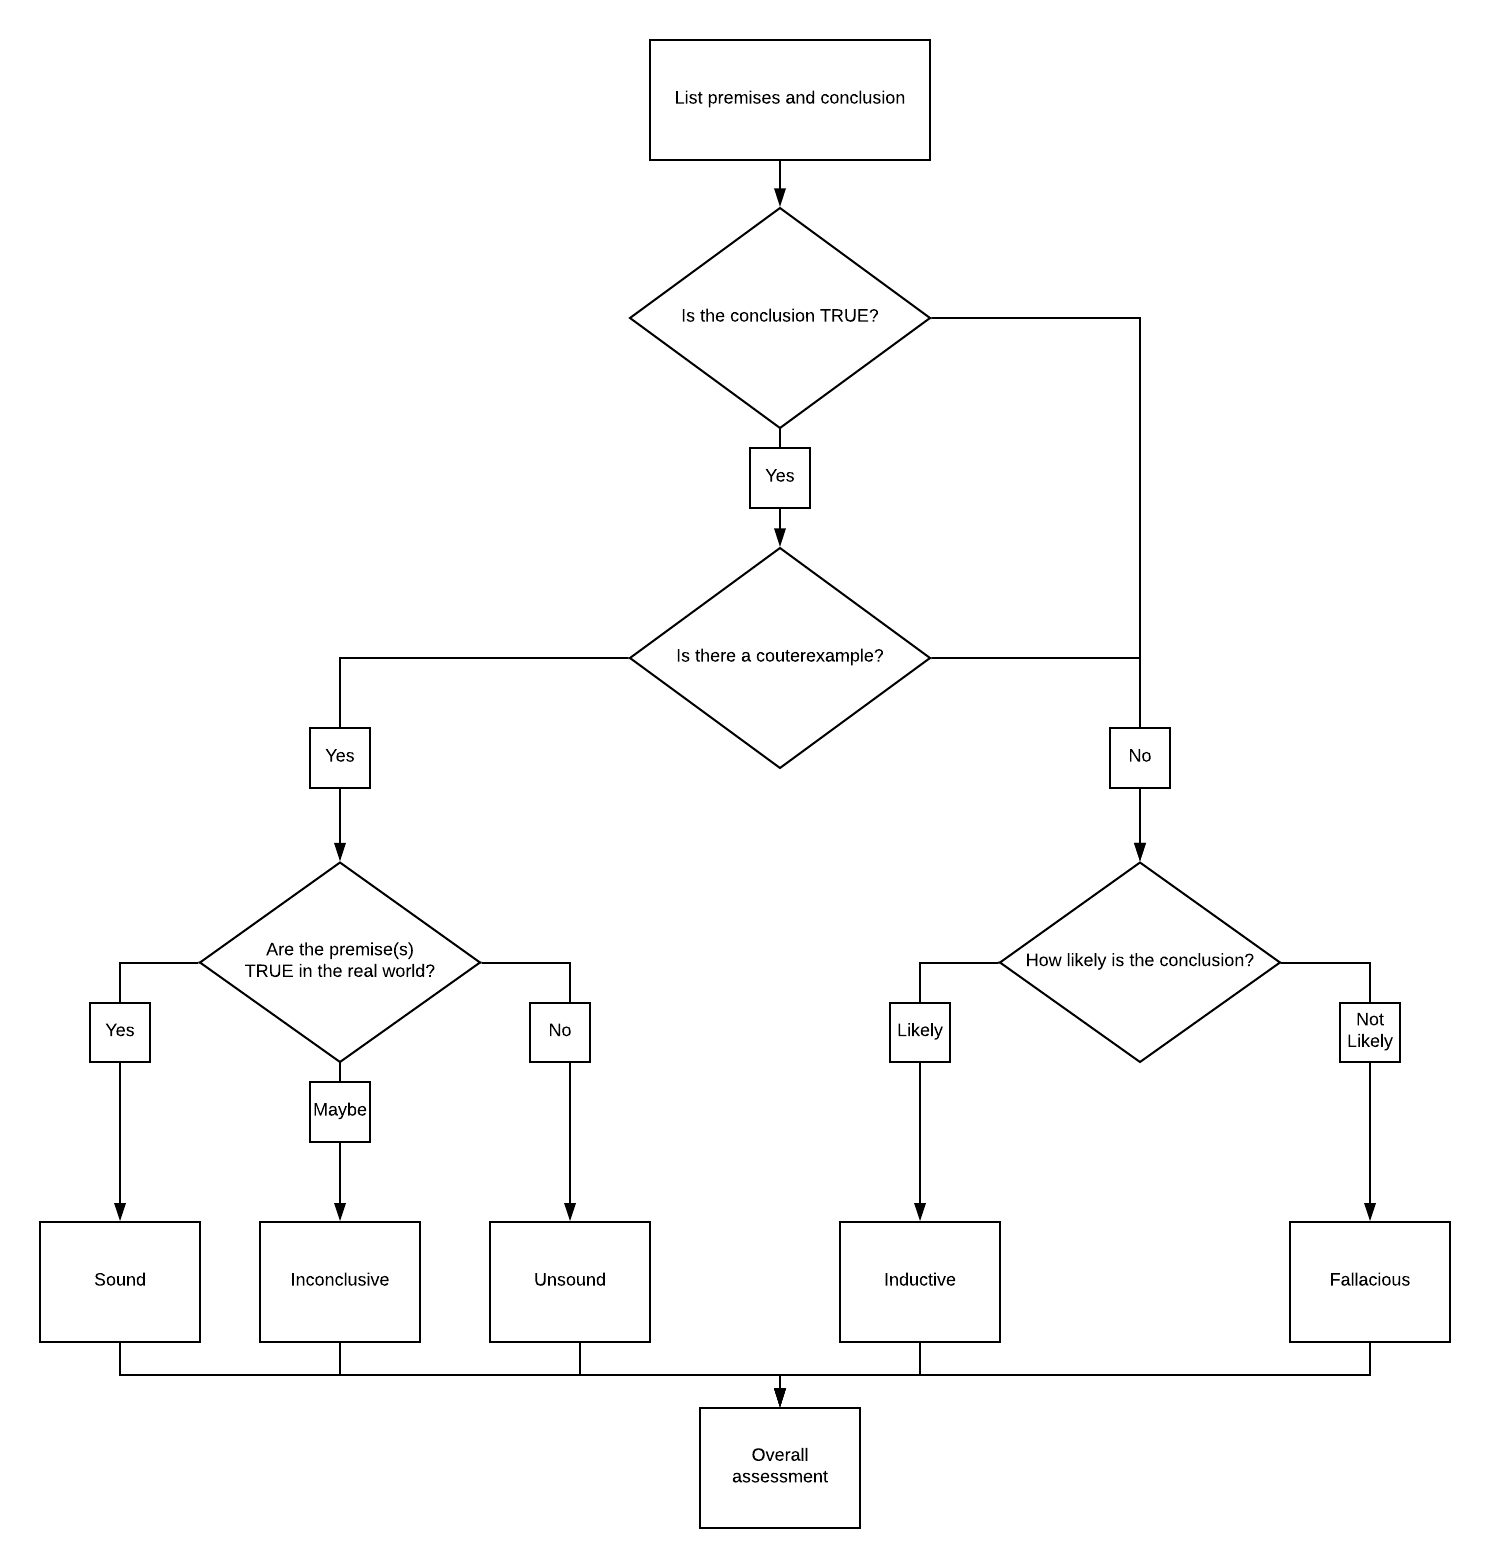 List premises and conclusion
Is the conclusion TRUE?
Yes
Is there a couterexample?
Yes
No
Are the premise(s)
TRUE in the real world?
How likely is the conclusion?
Yes
No
Likely
Not
Likely
Maybe
Sound
Inconclusive
Unsound
Inductive
Fallacious
Overall
assessment